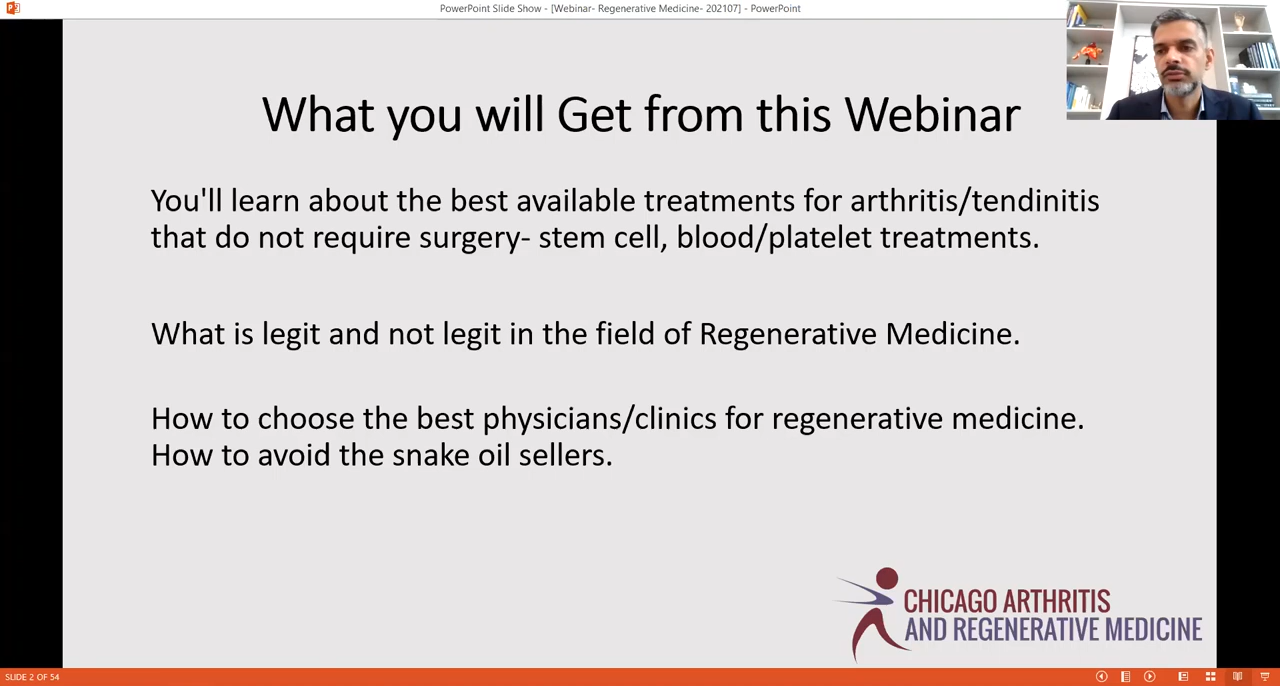 PowerPoint Slide Show - [Webinar- Regenerative Medicine- 202107] - PowerPoint
What you will Get from this Webinar
You'll learn about the best available treatments for arthritis/tendinitis
that do not require surgery- stem cell, blood/platelet treatments.
What is legit and not legit in the field of Regenerative Medicine.
How to choose the best physicians/clinics for regenerative medicine.
How to avoid the snake oil sellers.
CHICAGO ARTHRITIS
AND REGENERATIVE MEDICINE
SLIDE 2 OF 54